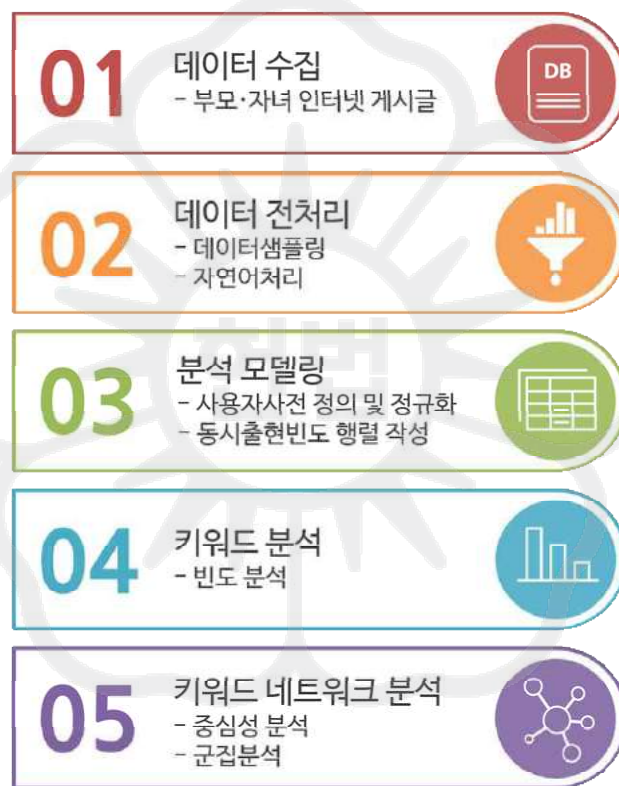 01
데이터 수집
- 부모·자녀 인터넷 게시글
DB
02
데이터 전처리
- 데이터샘플링
- 자연어처리
헌법
03
분석 모델링
- 사용자사전 정의 및 정규화
- 동시출현빈도 행렬 작성
04
키워드 분석
- 빈도 분석
05
키워드 네트워크 분석
- 중심성 분석
- 군집분석